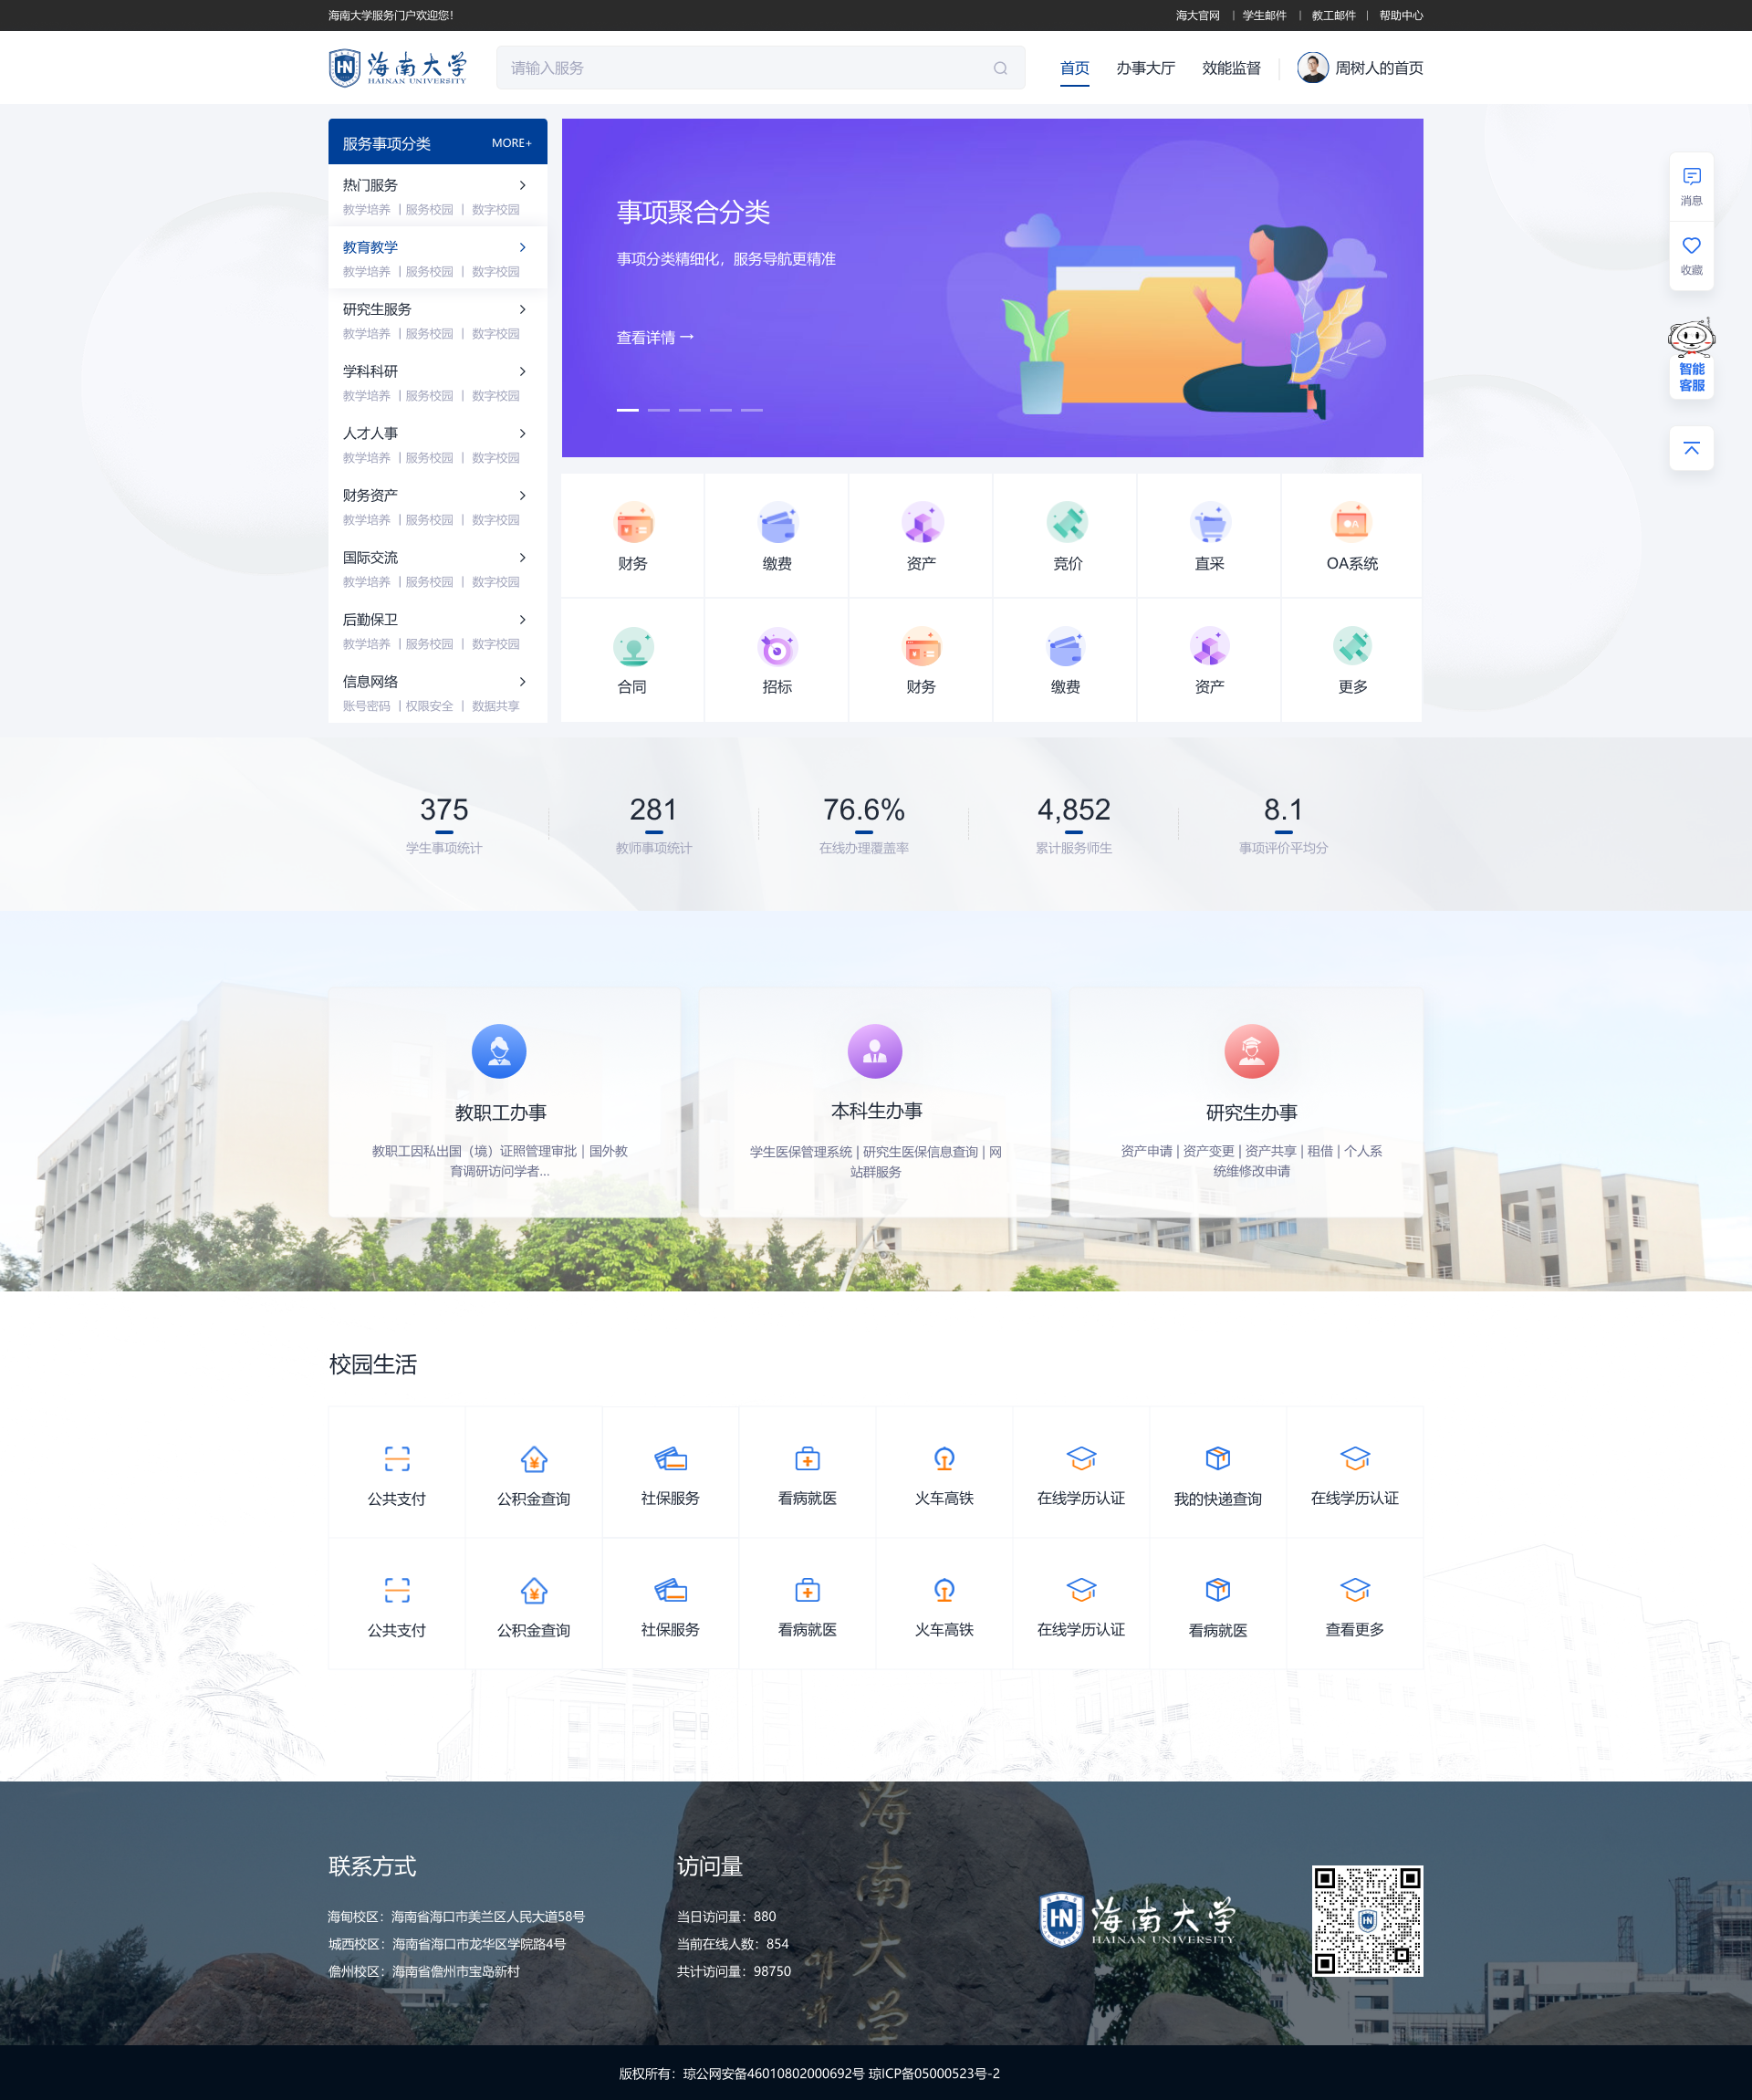 海南大学服务门户欢迎您!
海大官网 | 学生邮件 | 教工邮件 | 帮助中心
HN 海南大学
HAINAN UNIVERSITY
请输入服务
首页 办事大厅 效能监督 周树人的首页
服务事项分类 MORE+
热门服务
教学培养 | 服务校园 | 数字校园
教育教学
教学培养 | 服务校园 | 数字校园
研究生服务
教学培养 | 服务校园 | 数字校园
学科科研
教学培养 | 服务校园 | 数字校园
人才人事
教学培养 | 服务校园 | 数字校园
财务资产
教学培养 | 服务校园 | 数字校园
国际交流
教学培养 | 服务校园 | 数字校园
后勤保卫
教学培养 | 服务校园 | 数字校园
信息网络
账号密码 | 权限安全 | 数据共享
事项聚合分类
事项分类精细化，服务导航更精准
查看详情 →
消息
收藏
智能
客服
OA
财务 缴费 资产 竞价 直采 OA系统
合同 招标 财务 缴费 资产 更多
375 281 76.6% 4,852 8.1
学生事项统计 教师事项统计 在线办理覆盖率 累计服务师生 事项评价平均分
教职工办事
教职工因私出国（境）证照管理审批 | 国外教
育调研访问学者...
本科生办事
学生医保管理系统 | 研究生医保信息查询 | 网
站群服务
研究生办事
资产申请 | 资产变更 | 资产共享 | 租借 | 个人系
统维修改申请
校园生活
公共支付 公积金查询 社保服务 看病就医 火车高铁 在线学历认证 我的快递查询 在线学历认证
公共支付 公积金查询 社保服务 看病就医 火车高铁 在线学历认证 看病就医 查看更多
联系方式
海甸校区：海南省海口市美兰区人民大道58号
城西校区：海南省海口市龙华区学院路4号
儋州校区：海南省儋州市宝岛新村
访问量
当日访问量：880
当前在线人数：854
共计访问量：98750
海南大学
HN 海南大学
HAINAN UNIVERSITY
版权所有：琼公网安备46010802000692号 琼ICP备05000523号-2